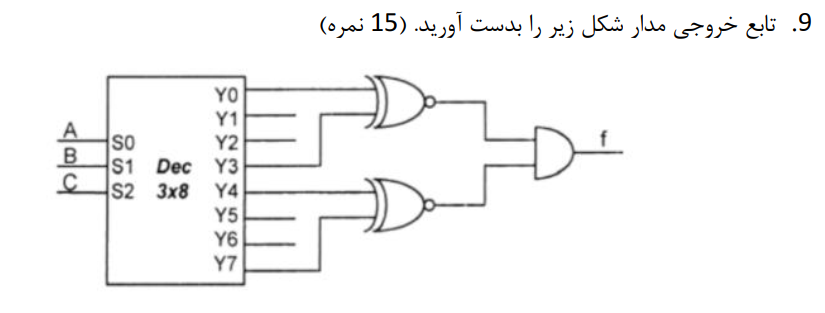 9. تابع خروجی مدار شکل زیر را بدست آورید. (15 نمره)
Y0
Y1
A S0 Y2
B S1 Dec Y3
C S2 3x8 Y4
Y5
Y6
Y7
f